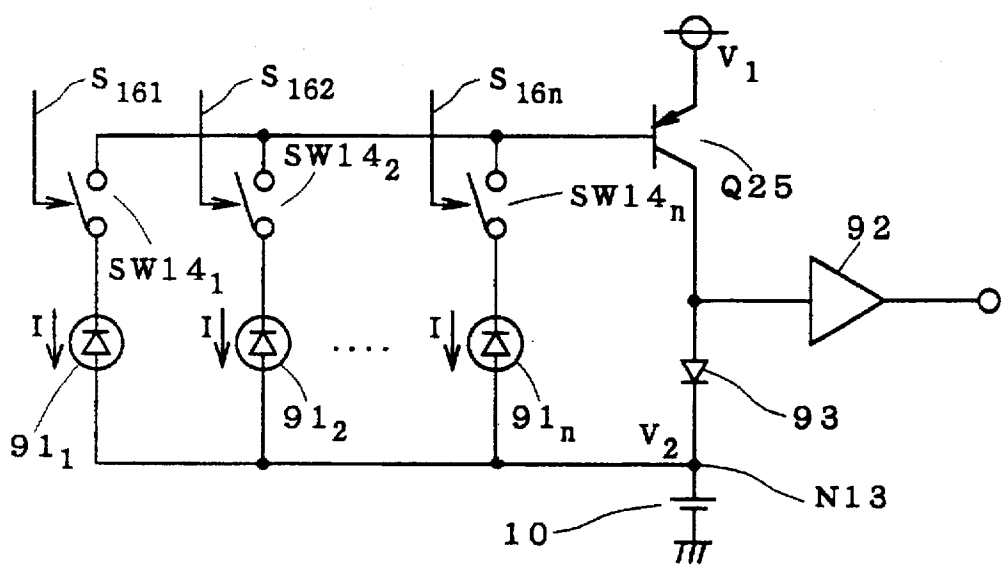 V₁
S₁₆₁
S₁₆₂
S₁₆ₙ
SW14₂
SW14ₙ
Q25
SW14₁
92
I
I
I
....
91₁
91₂
91ₙ
93
V₂
N13
10